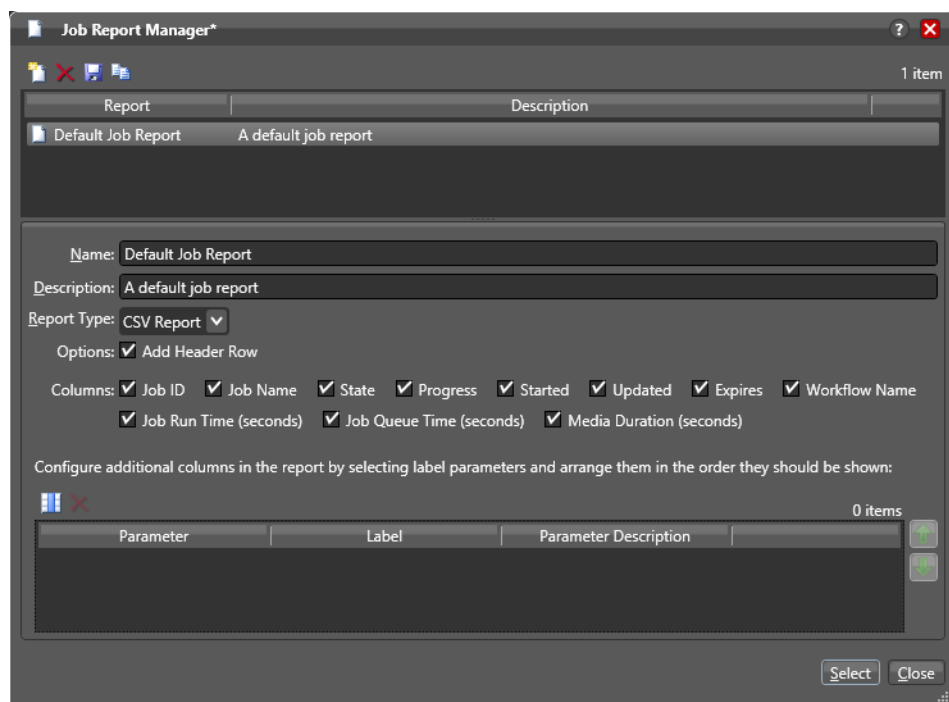 Job Report Manager*
?
1 item
Report Description
Default Job Report A default job report
Name: Default Job Report
Description: A default job report
Report Type: CSV Report
Options: Add Header Row
Columns: Job ID Job Name State Progress Started Updated Expires Workflow Name
Job Run Time (seconds) Job Queue Time (seconds) Media Duration (seconds)
Configure additional columns in the report by selecting label parameters and arrange them in the order they should be shown:
0 items
Parameter Label Parameter Description
Select Close